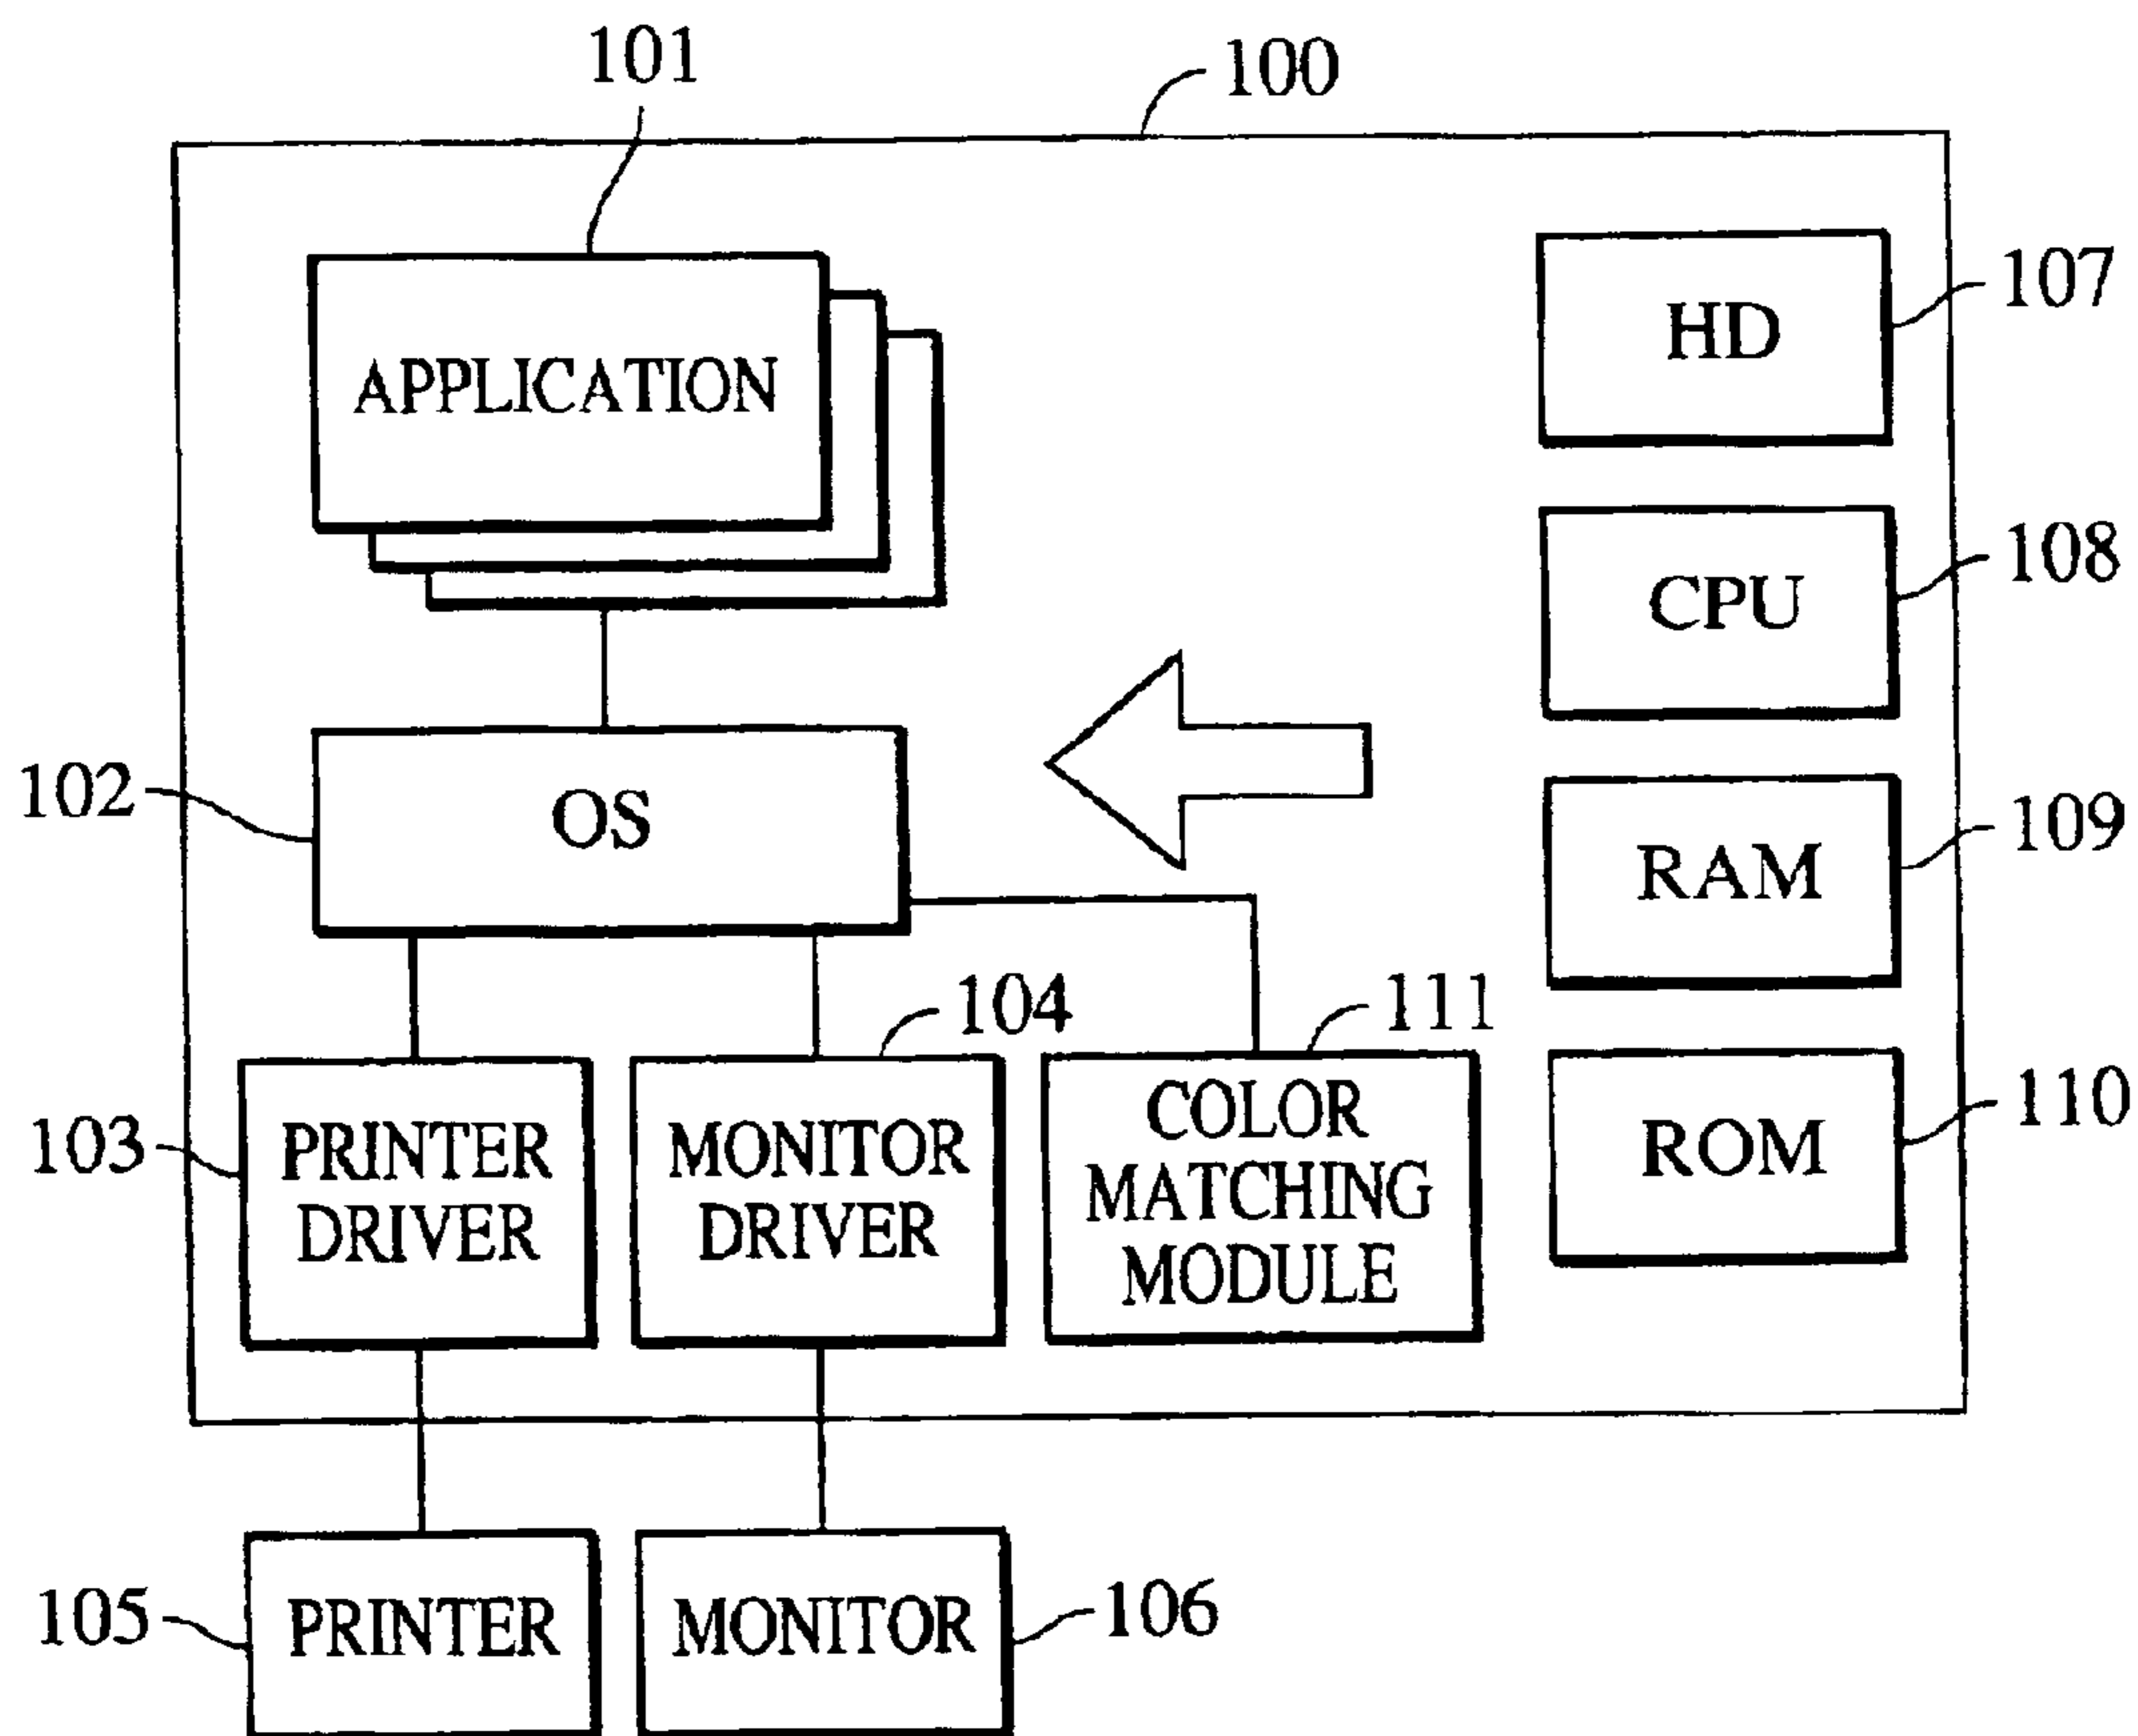 101
100
APPLICATION
HD
107
CPU
108
102
OS
RAM
109
104
111
103
PRINTER
DRIVER
MONITOR
DRIVER
COLOR
MATCHING
MODULE
ROM
110
105
PRINTER
MONITOR
106